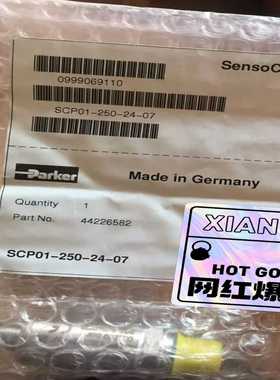 SensoC
0999069110
SCP01-250-24-07
Parker
Made in Germany
Quantity 1
Part No. 44226582
SCP01-250-24-07
XIAN
HOT GO
网红爆